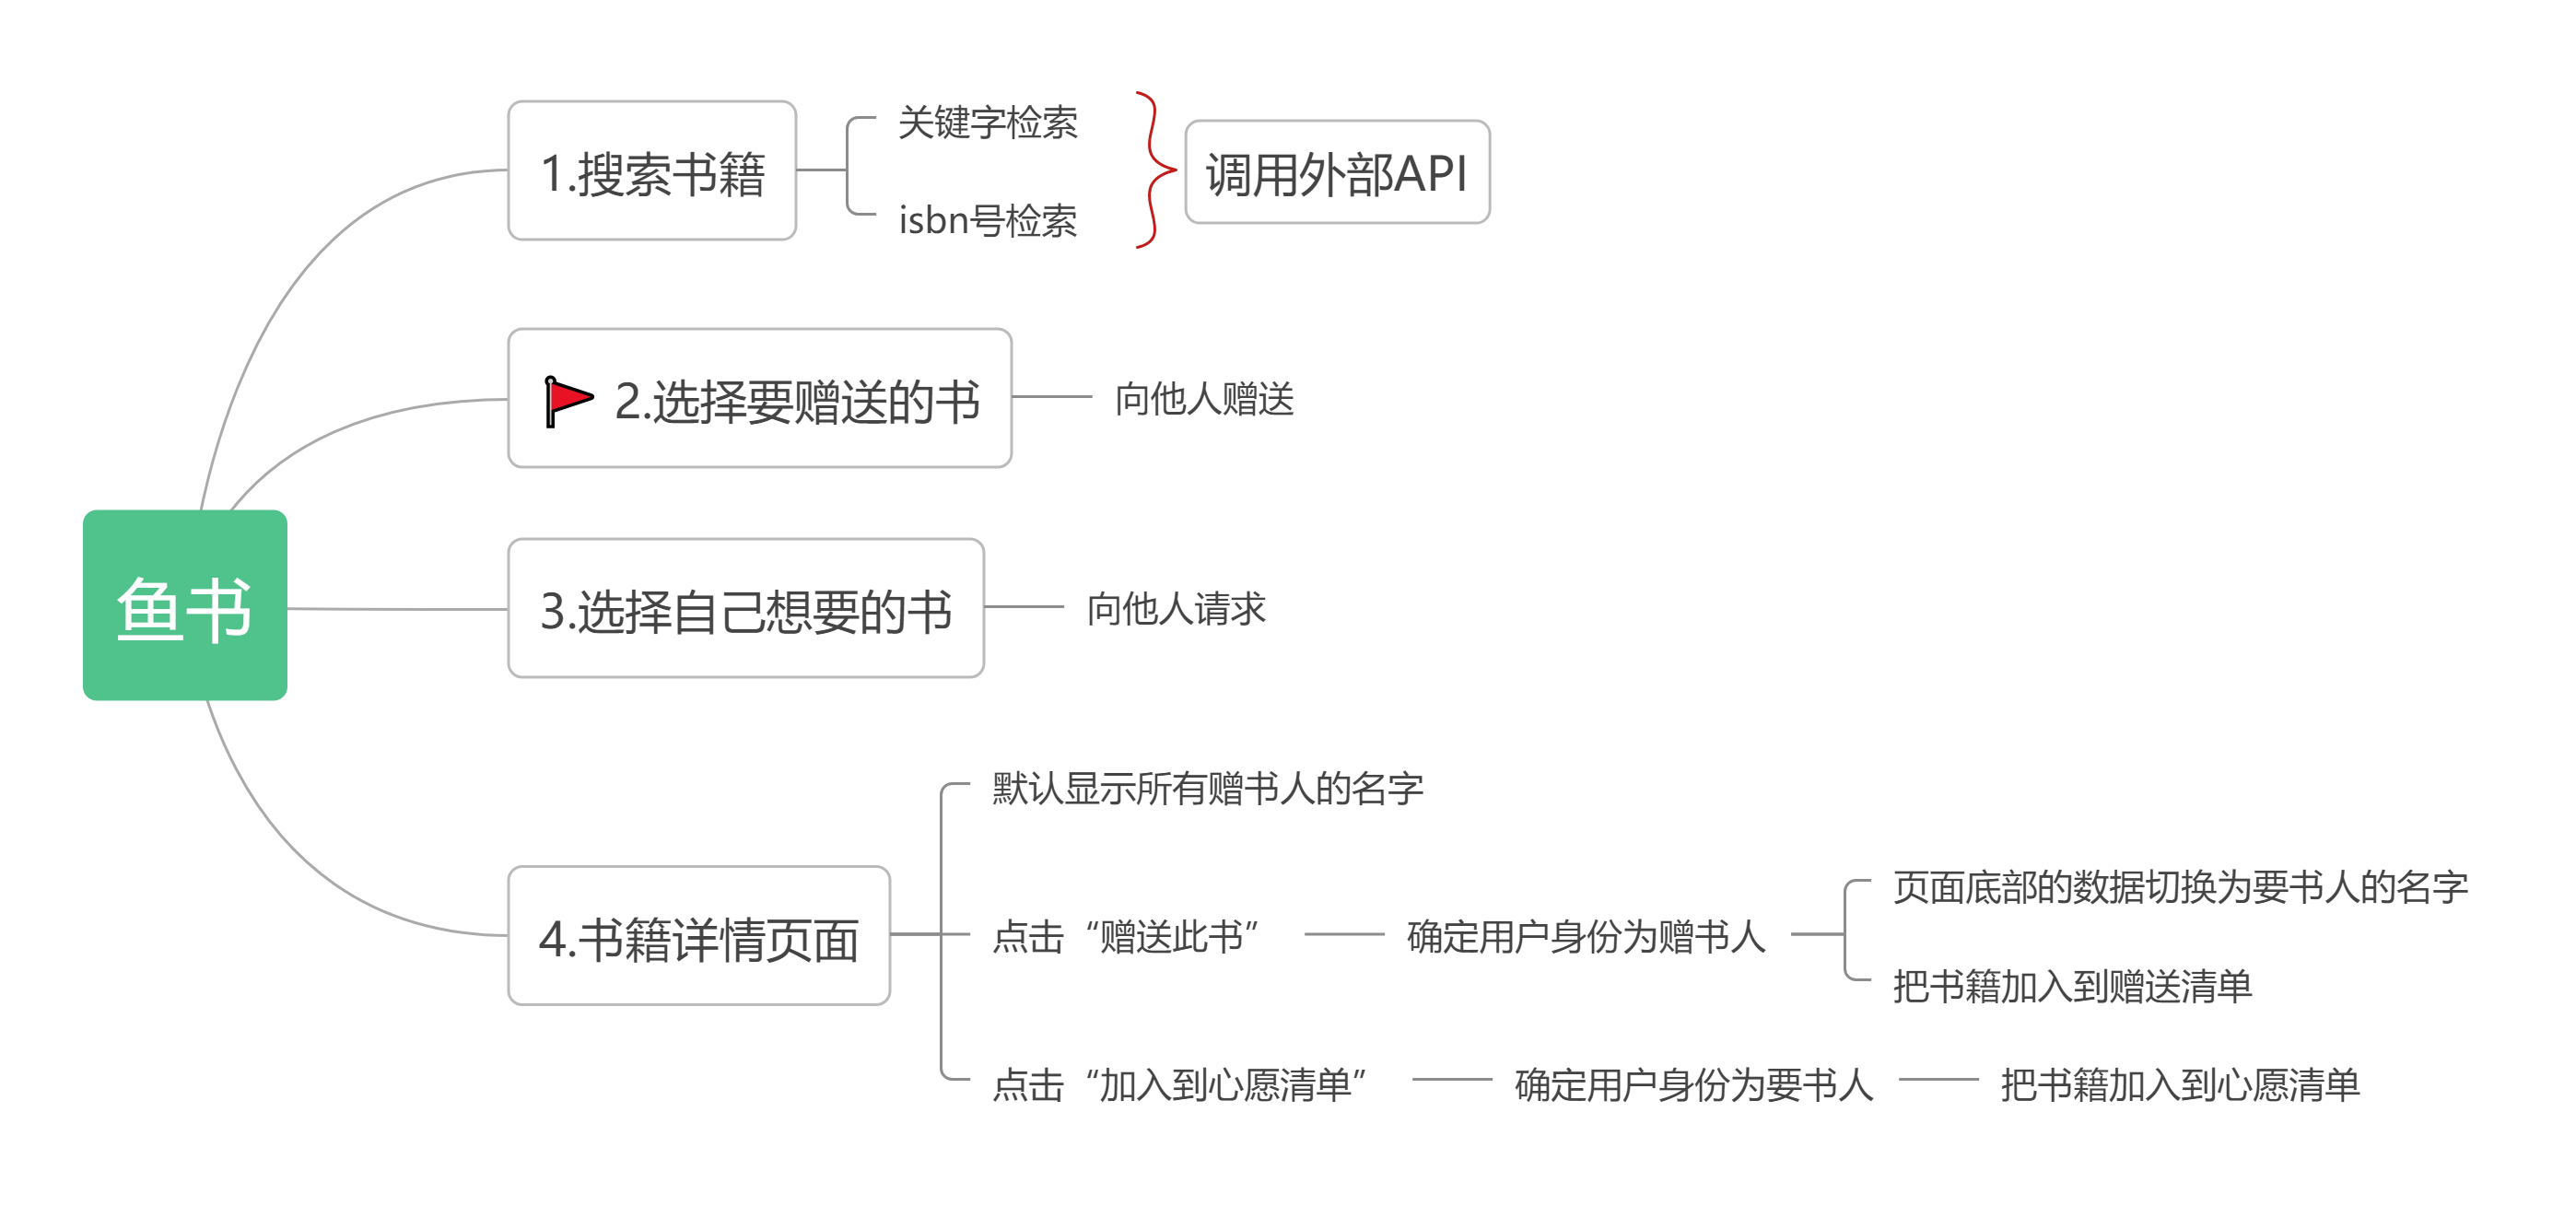 鱼书
1.搜索书籍
关键字检索
isbn号检索
调用外部API
2.选择要赠送的书
向他人赠送
3.选择自己想要的书
向他人请求
4.书籍详情页面
默认显示所有赠书人的名字
点击“赠送此书”
确定用户身份为赠书人
页面底部的数据切换为要书人的名字
把书籍加入到赠送清单
点击“加入到心愿清单”
确定用户身份为要书人
把书籍加入到心愿清单